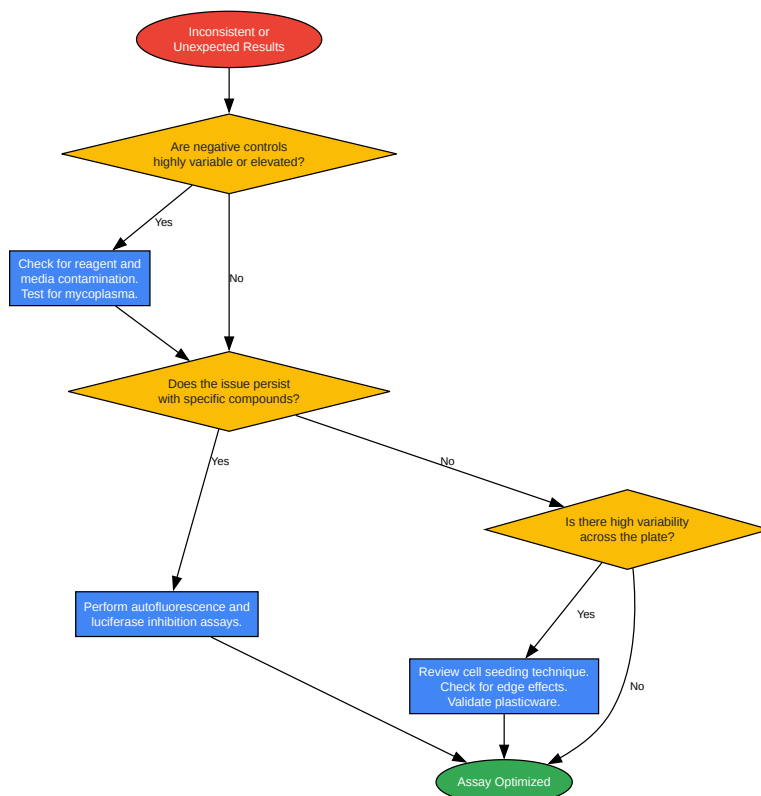 Inconsistent or
Unexpected Results
Are negative controls
highly variable or elevated?
Yes
Check for reagent and
media contamination.
Test for mycoplasma.
No
Does the issue persist
with specific compounds?
Yes
No
Is there high variability
across the plate?
Perform autofluorescence and
luciferase inhibition assays.
Yes
Review cell seeding technique.
Check for edge effects.
Validate plasticware.
No
Assay Optimized